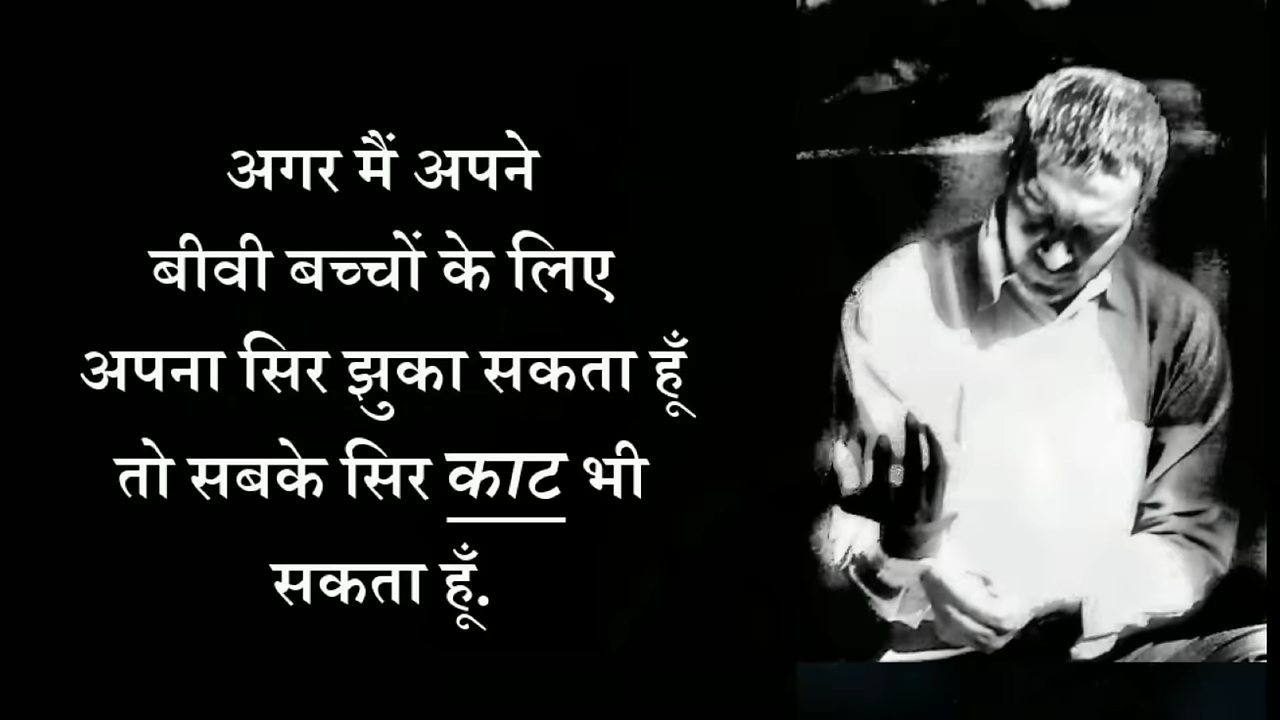 अगर मैं अपने
बीवी बच्चों के लिए
अपना सिर झुका सकता हूँ
तो सबके सिर काट भी
सकता हूँ.